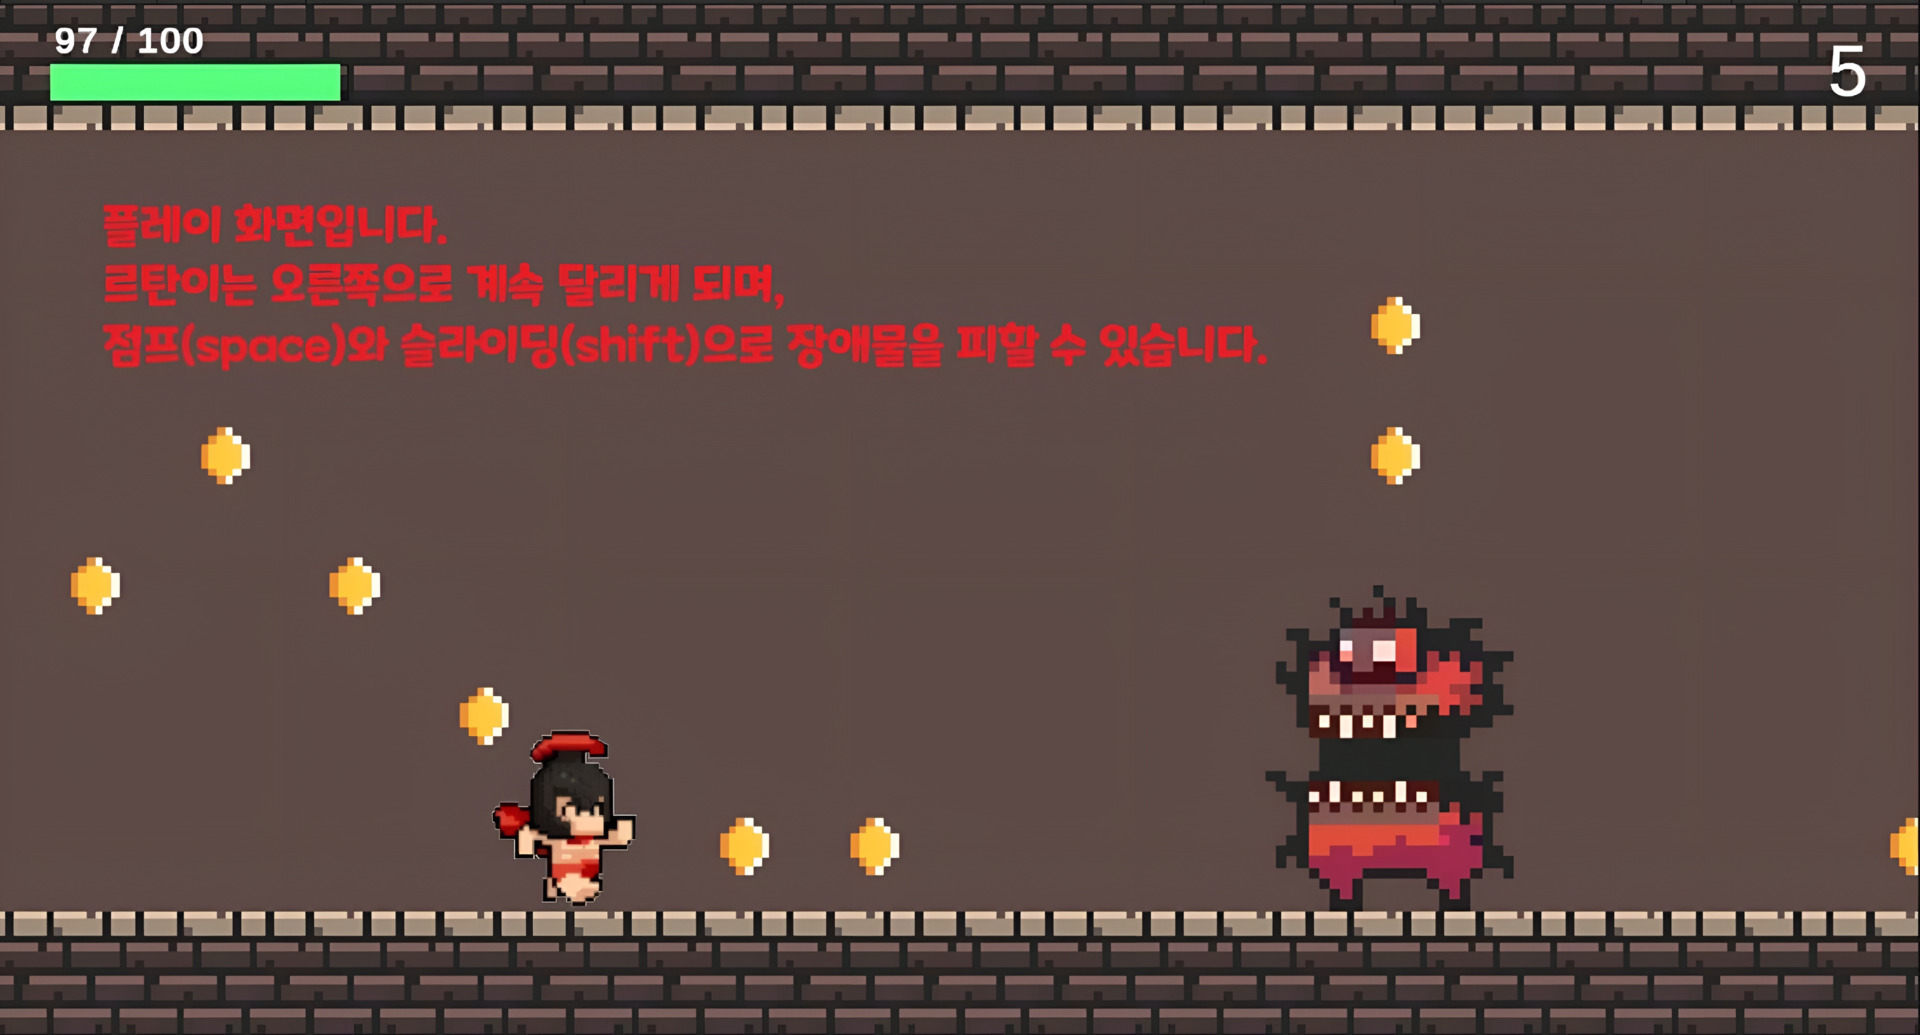 97 / 100
5
플레이 화면입니다.
르탄이는 오른쪽으로 계속 달리게 되며,
점프(space)와 슬라이딩(shift)으로 장애물을 피할 수 있습니다.